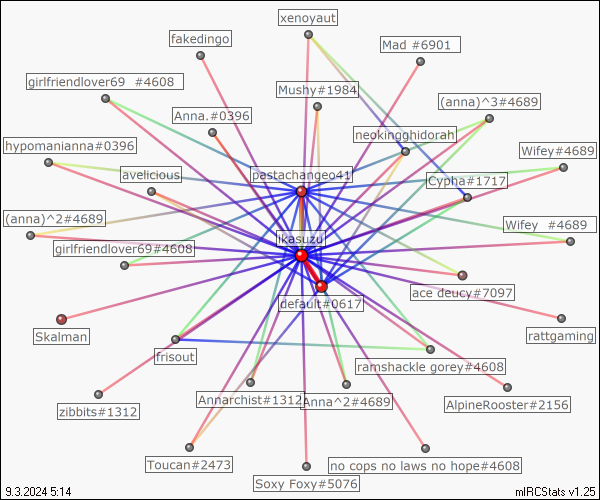 xenoyaut
fakedingo
Mad #6901
girlfriendlover69 #4608
Mushy#1984
(anna)^3#4689
Anna.#0396
neokingghidorah
hypomanianna#0396
Wifey#4689
avelicious
pestachangeo41
Cypha#1717
(anna)^2#4689
Wifey #4689
ikasuzu
girlfriendlover69#4608
ace deucy#7097
default#0617
Skalman
rattgaming
frisout
ramshackle gorey#4608
Annarchist#1312
Anna^2#4689
AlpineRooster#2156
zibbits#1312
Toucan#2473
no cops no laws no hope#4608
Soxy Foxy#5076
9.3.2024 5:14
mIRCStats v1.25